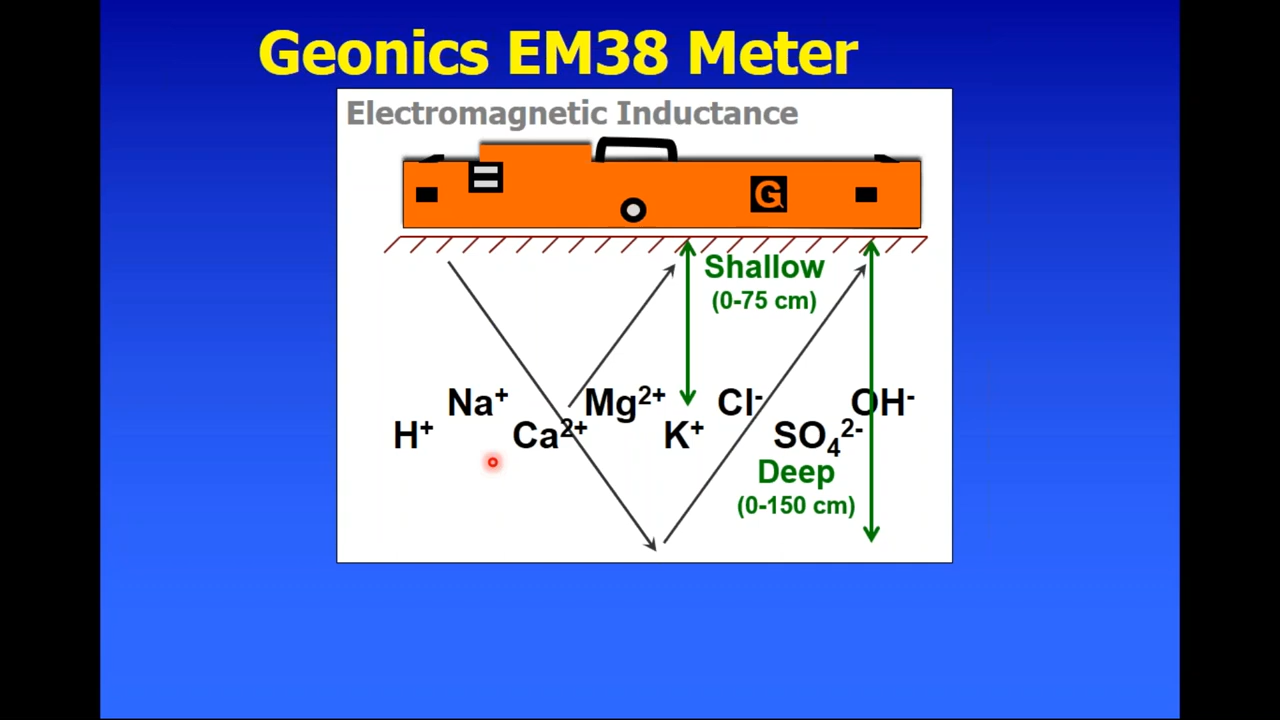 Geonics EM38 Meter
Electromagnetic Inductance
G
Shallow
(0-75 cm)
Na⁺ Mg²⁺ Cl⁻ OH⁻
H⁺ Ca²⁺ K⁺ SO₄²⁻
Deep
(0-150 cm)